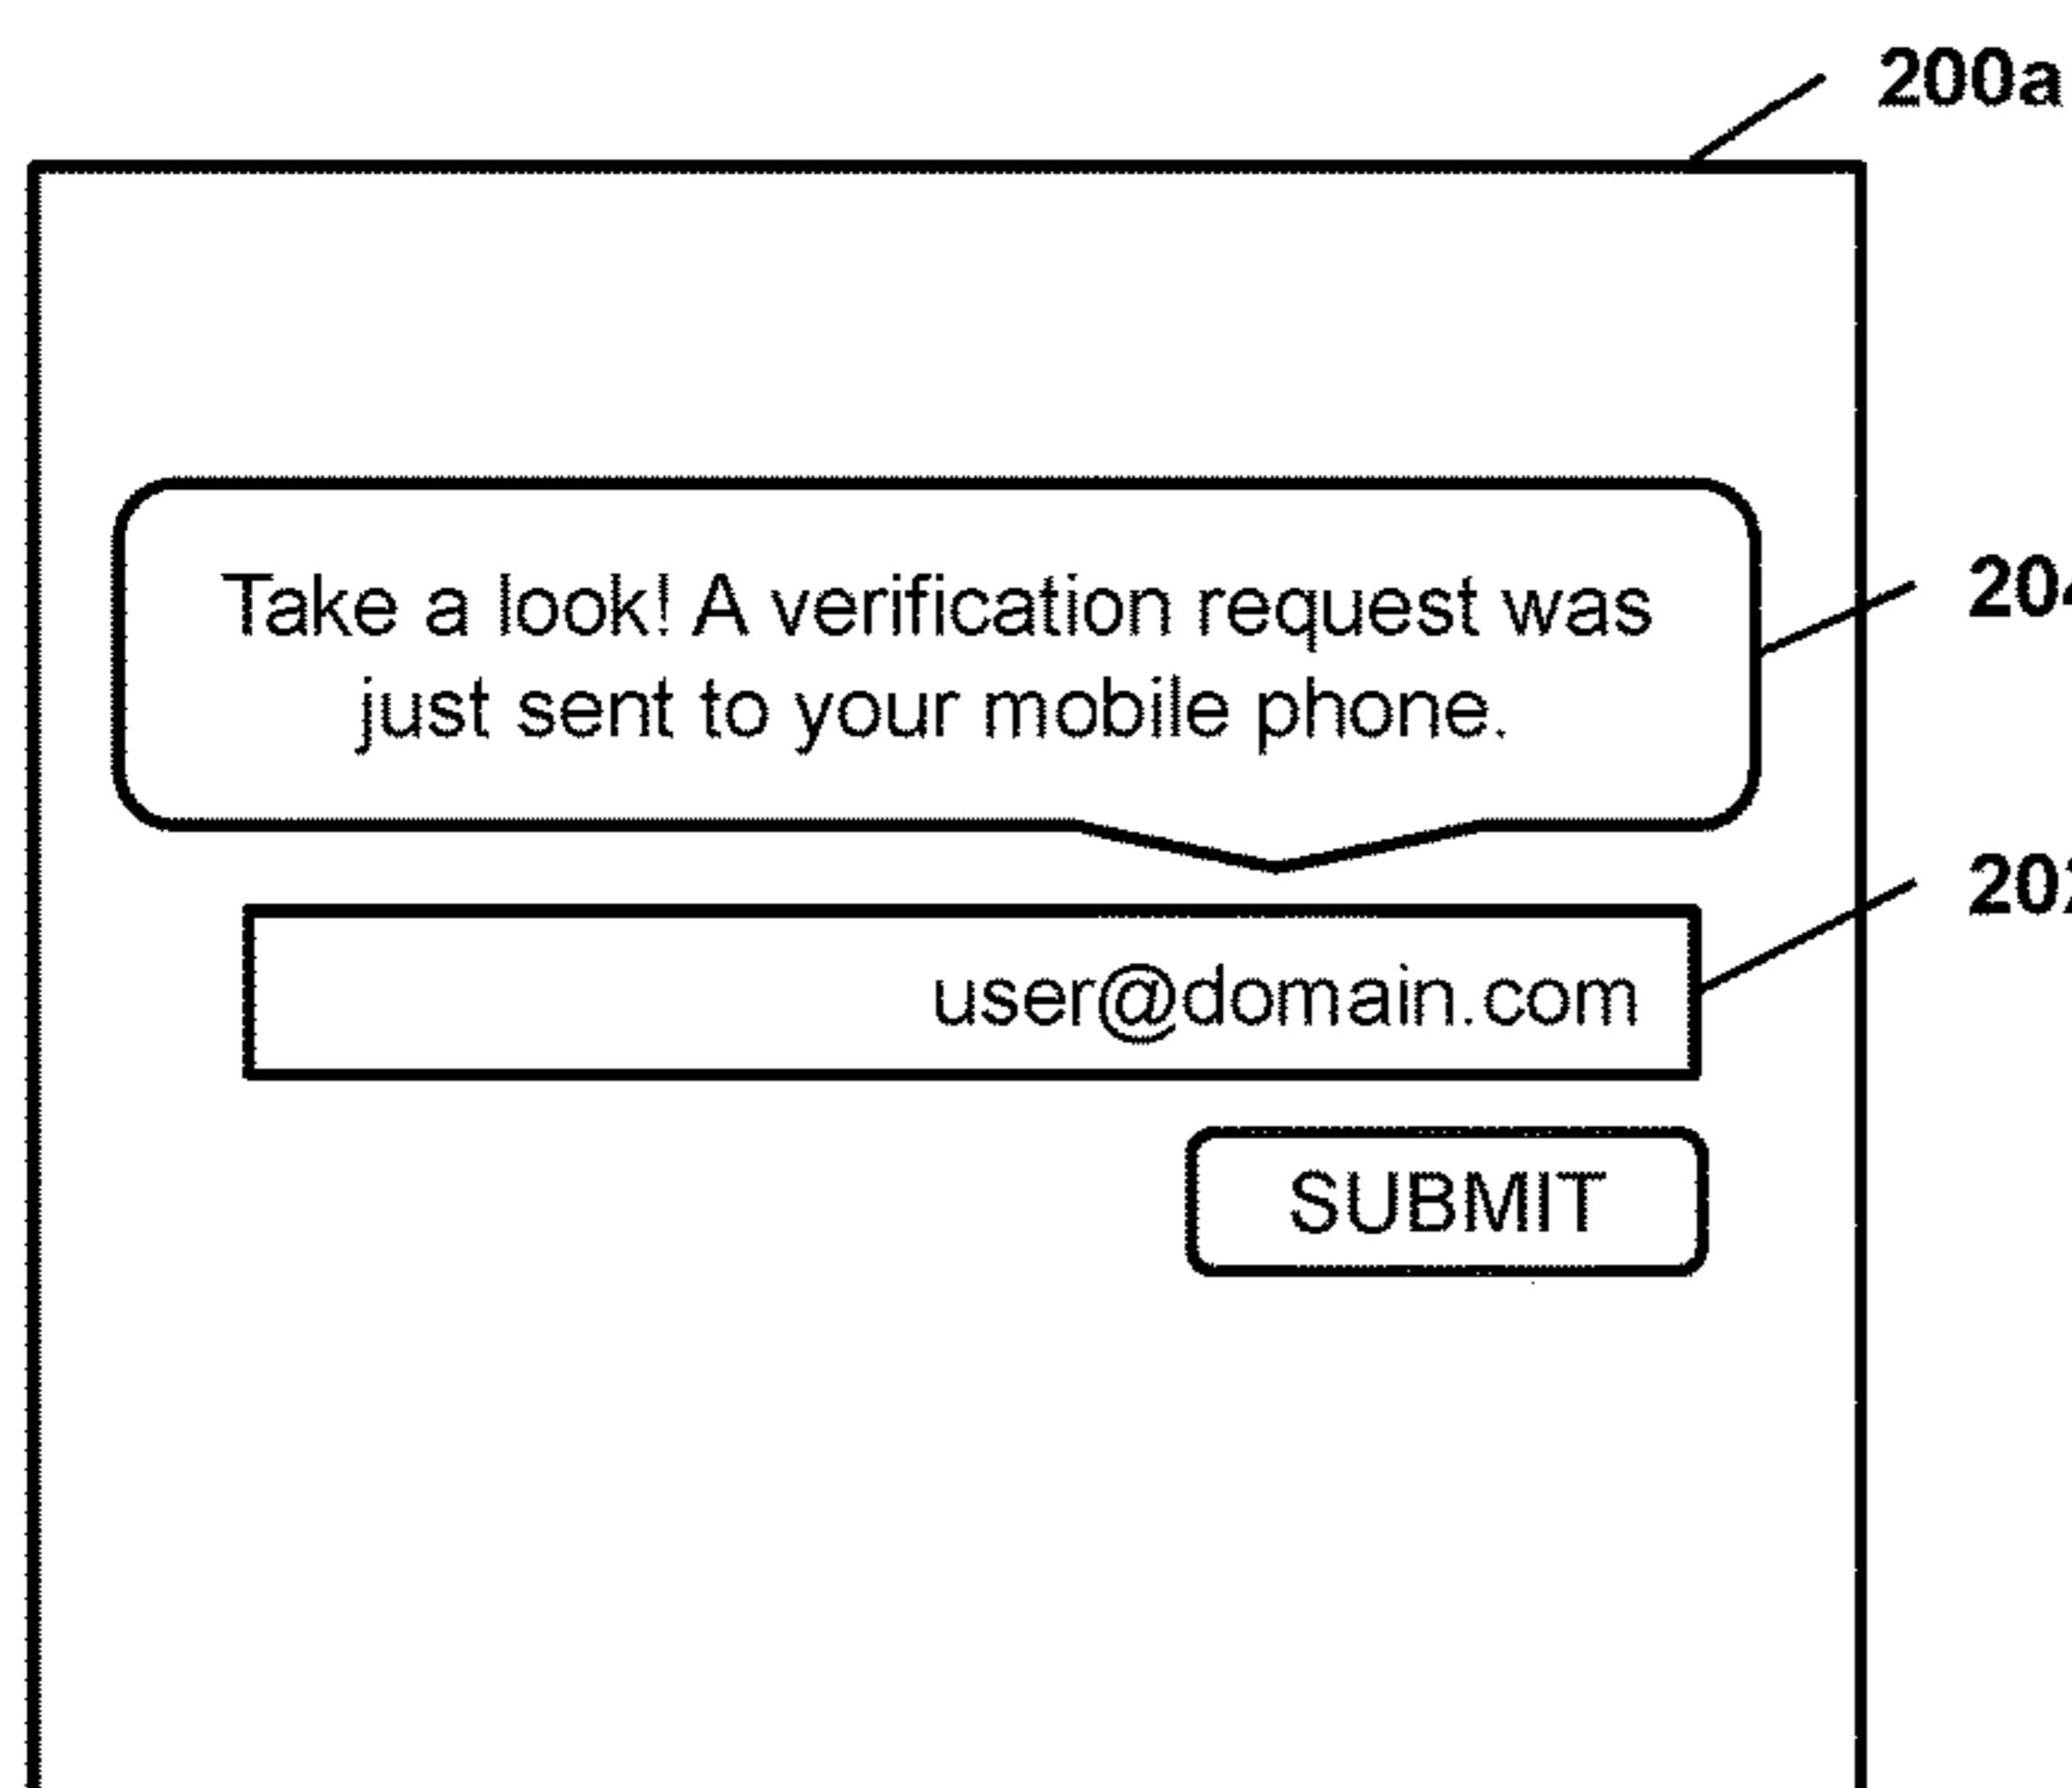 200a
Take a look! A verification request was
just sent to your mobile phone.
user@domain.com
SUBMIT